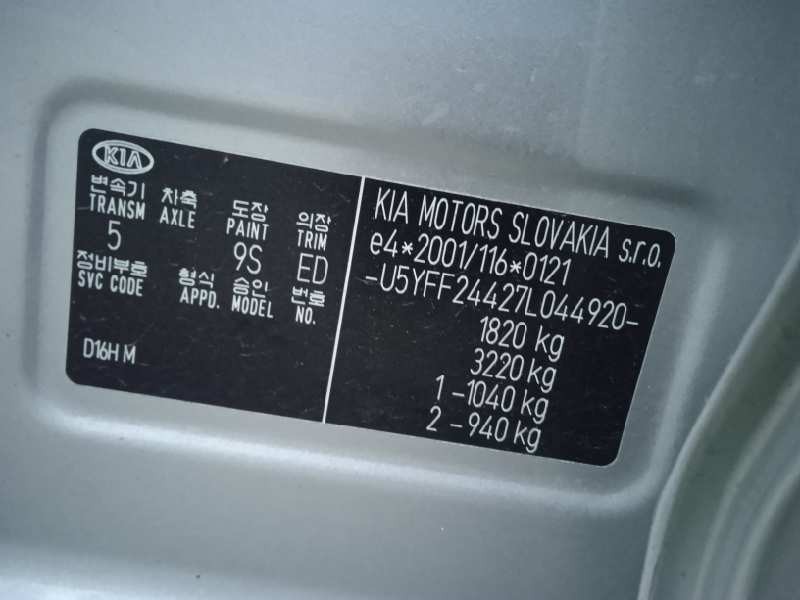 KIA
변속기 차축 도장 의장
TRANSM AXLE PAINT TRIM
5 9S ED
정비부호 형식 승인 번호
SVC CODE APPD. MODEL NO.
D16H M
KIA MOTORS SLOVAKIA s.r.o.
e4*2001/116*0121
-U5YFF24427L044920-
1820 kg
3220 kg
1 -1040 kg
2 -940 kg